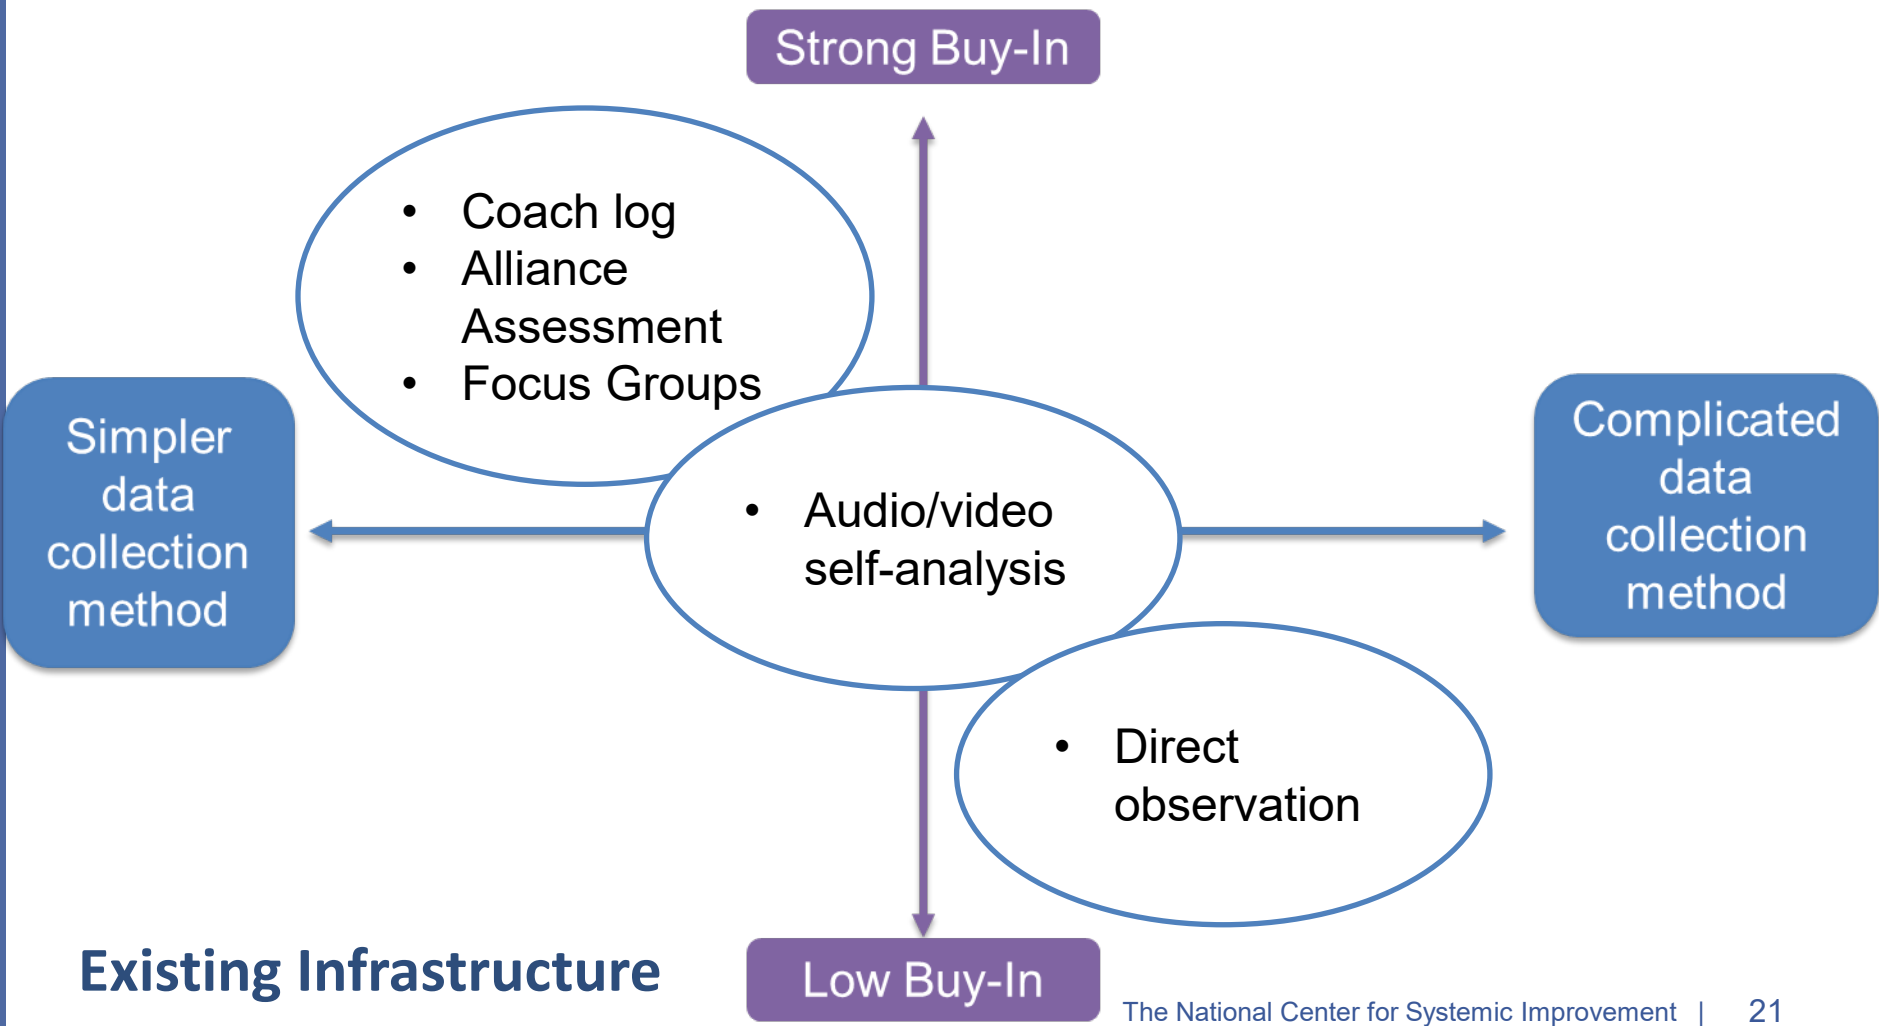 Strong Buy-In
• Coach log
• Alliance
Assessment
• Focus Groups
Simpler
data
collection
method
• Audio/video
self-analysis
Complicated
data
collection
method
• Direct
observation
Existing Infrastructure
Low Buy-In
The National Center for Systemic Improvement | 21